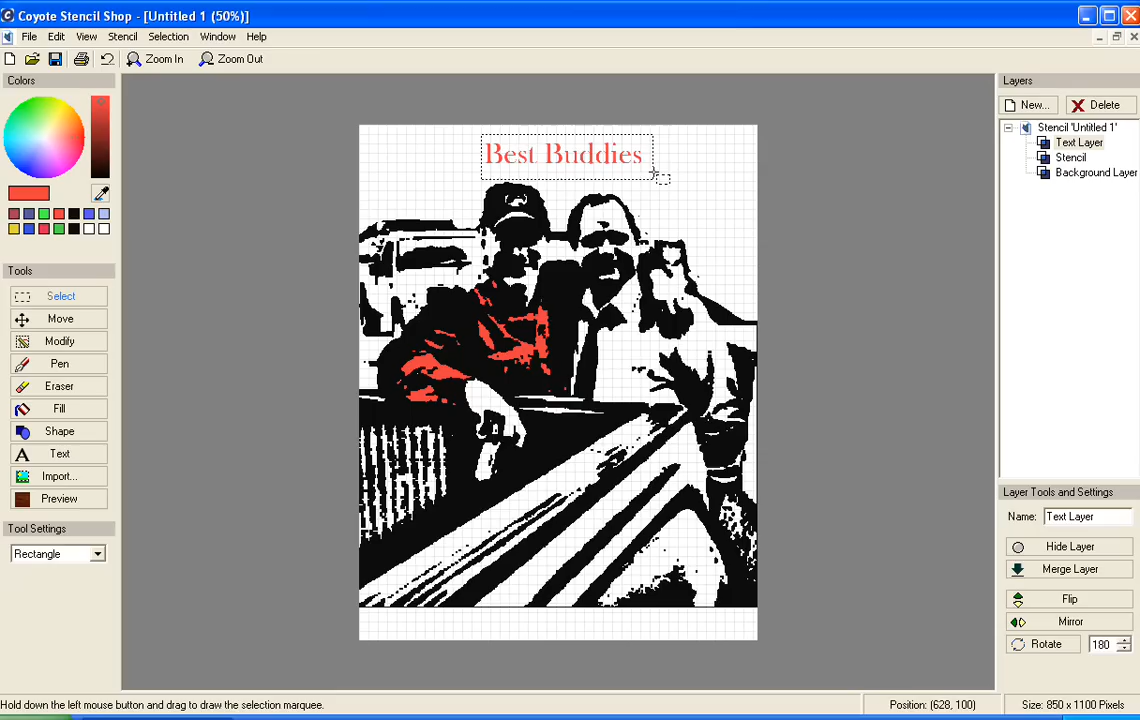 Coyote Stencil Shop - [Untitled 1 (50%)]
File Edit View Stencil Selection Window Help
Zoom In Zoom Out
Colors
Tools
Select
Move
Modify
Pen
Eraser
Fill
Shape
A Text
Import...
Preview
Tool Settings
Rectangle
Best Buddies
Layers
New... Delete
Stencil 'Untitled 1'
Text Layer
Stencil
Background Layer
Layer Tools and Settings
Name: Text Layer
Hide Layer
Merge Layer
Flip
Mirror
Rotate 180
Hold down the left mouse button and drag to draw the selection marquee. Position: (628, 100) Size: 850 x 1100 Pixels